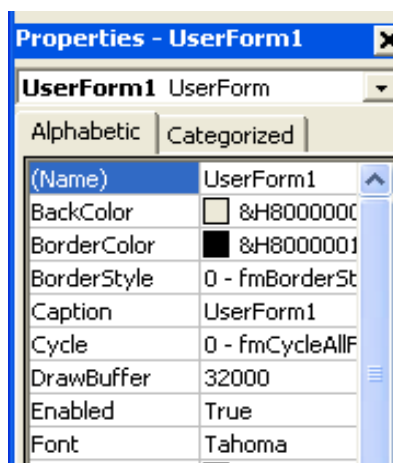 Properties - UserForm1
UserForm1 UserForm
Alphabetic Categorized
(Name) UserForm1
BackColor &H8000000
BorderColor &H8000001
BorderStyle 0 - fmBorderSt
Caption UserForm1
Cycle 0 - fmCycleAllF
DrawBuffer 32000
Enabled True
Font Tahoma